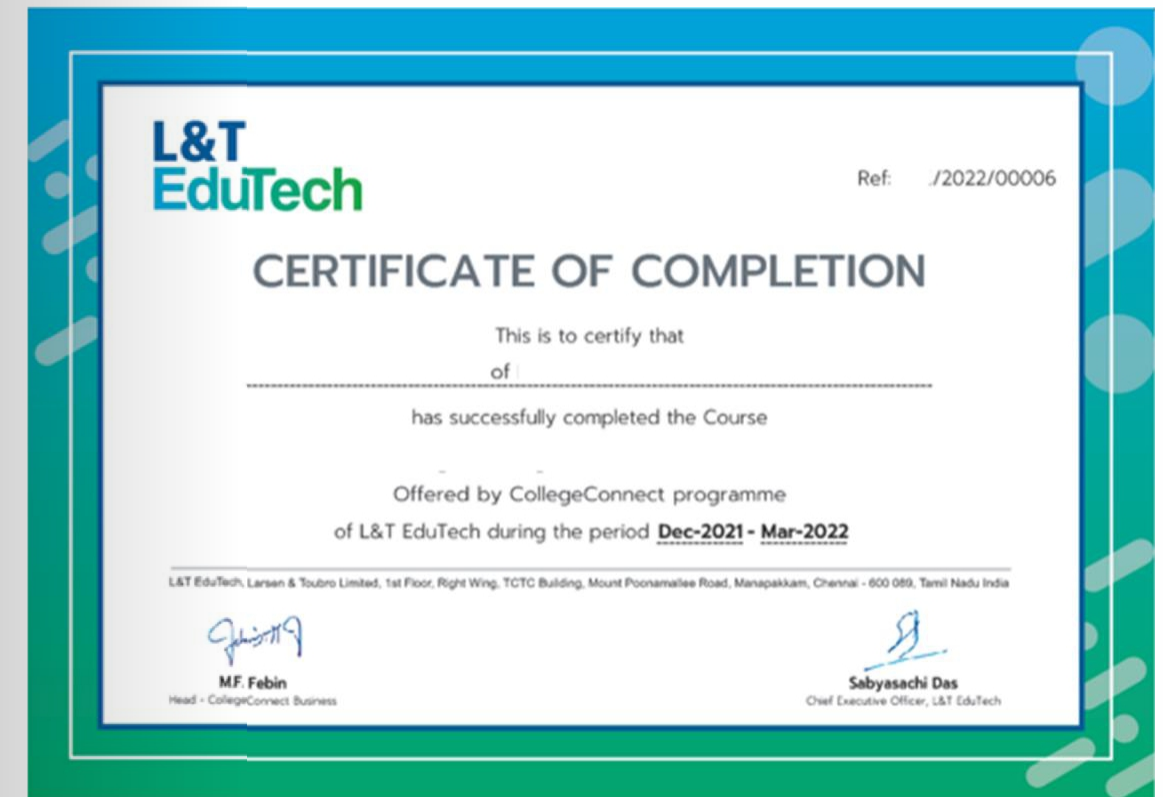 L&T
EduTech
Ref: ./2022/00006
CERTIFICATE OF COMPLETION
This is to certify that
of
has successfully completed the Course
Offered by CollegeConnect programme
of L&T EduTech during the period Dec-2021 - Mar-2022
L&T EduTech, Larsen & Toubro Limited, 1st Floor, Right Wing, TCTC Building, Mount Poonamallee Road, Manapakkam, Chennai - 600 089, Tamil Nadu India
M.F. Febin
Head - CollegeConnect Business
Sabyasachi Das
Chief Executive Officer, L&T EduTech